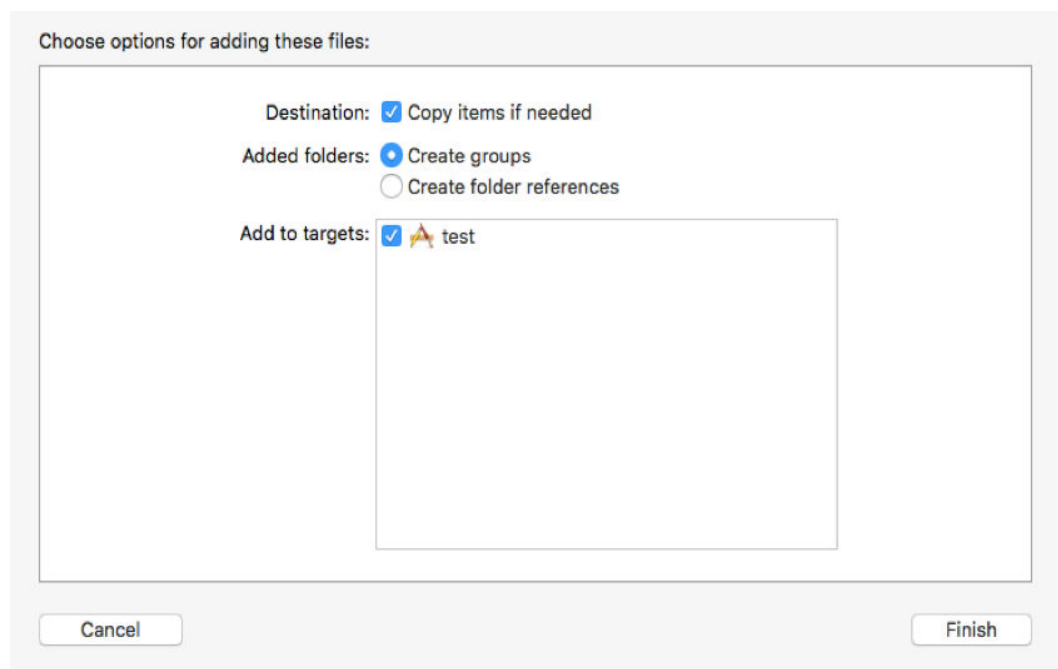 Choose options for adding these files:
Destination: Copy items if needed
Added folders: Create groups
Create folder references
Add to targets: test
Cancel Finish